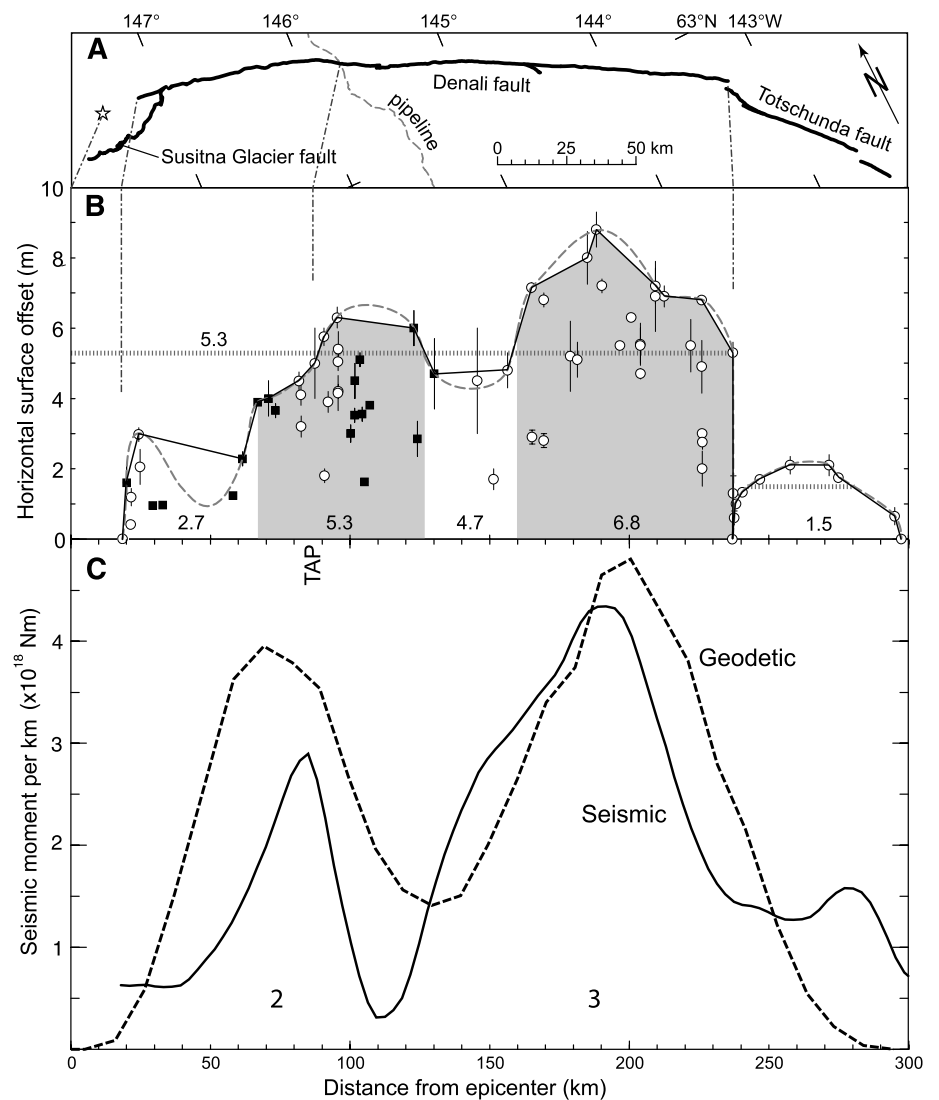 147° 146° 145° 144° 63°N 143°W
A
Denali fault
N
pipeline
Totschunda fault
Susitna Glacier fault
0 25 50 km
B
Horizontal surface offset (m)
10
8
6
4
2
0
5.3
2.7 5.3 4.7 6.8 1.5
TAP
C
Seismic moment per km (x10¹⁸ Nm)
4
3
2
1
Geodetic
Seismic
2 3
0 50 100 150 200 250 300
Distance from epicenter (km)